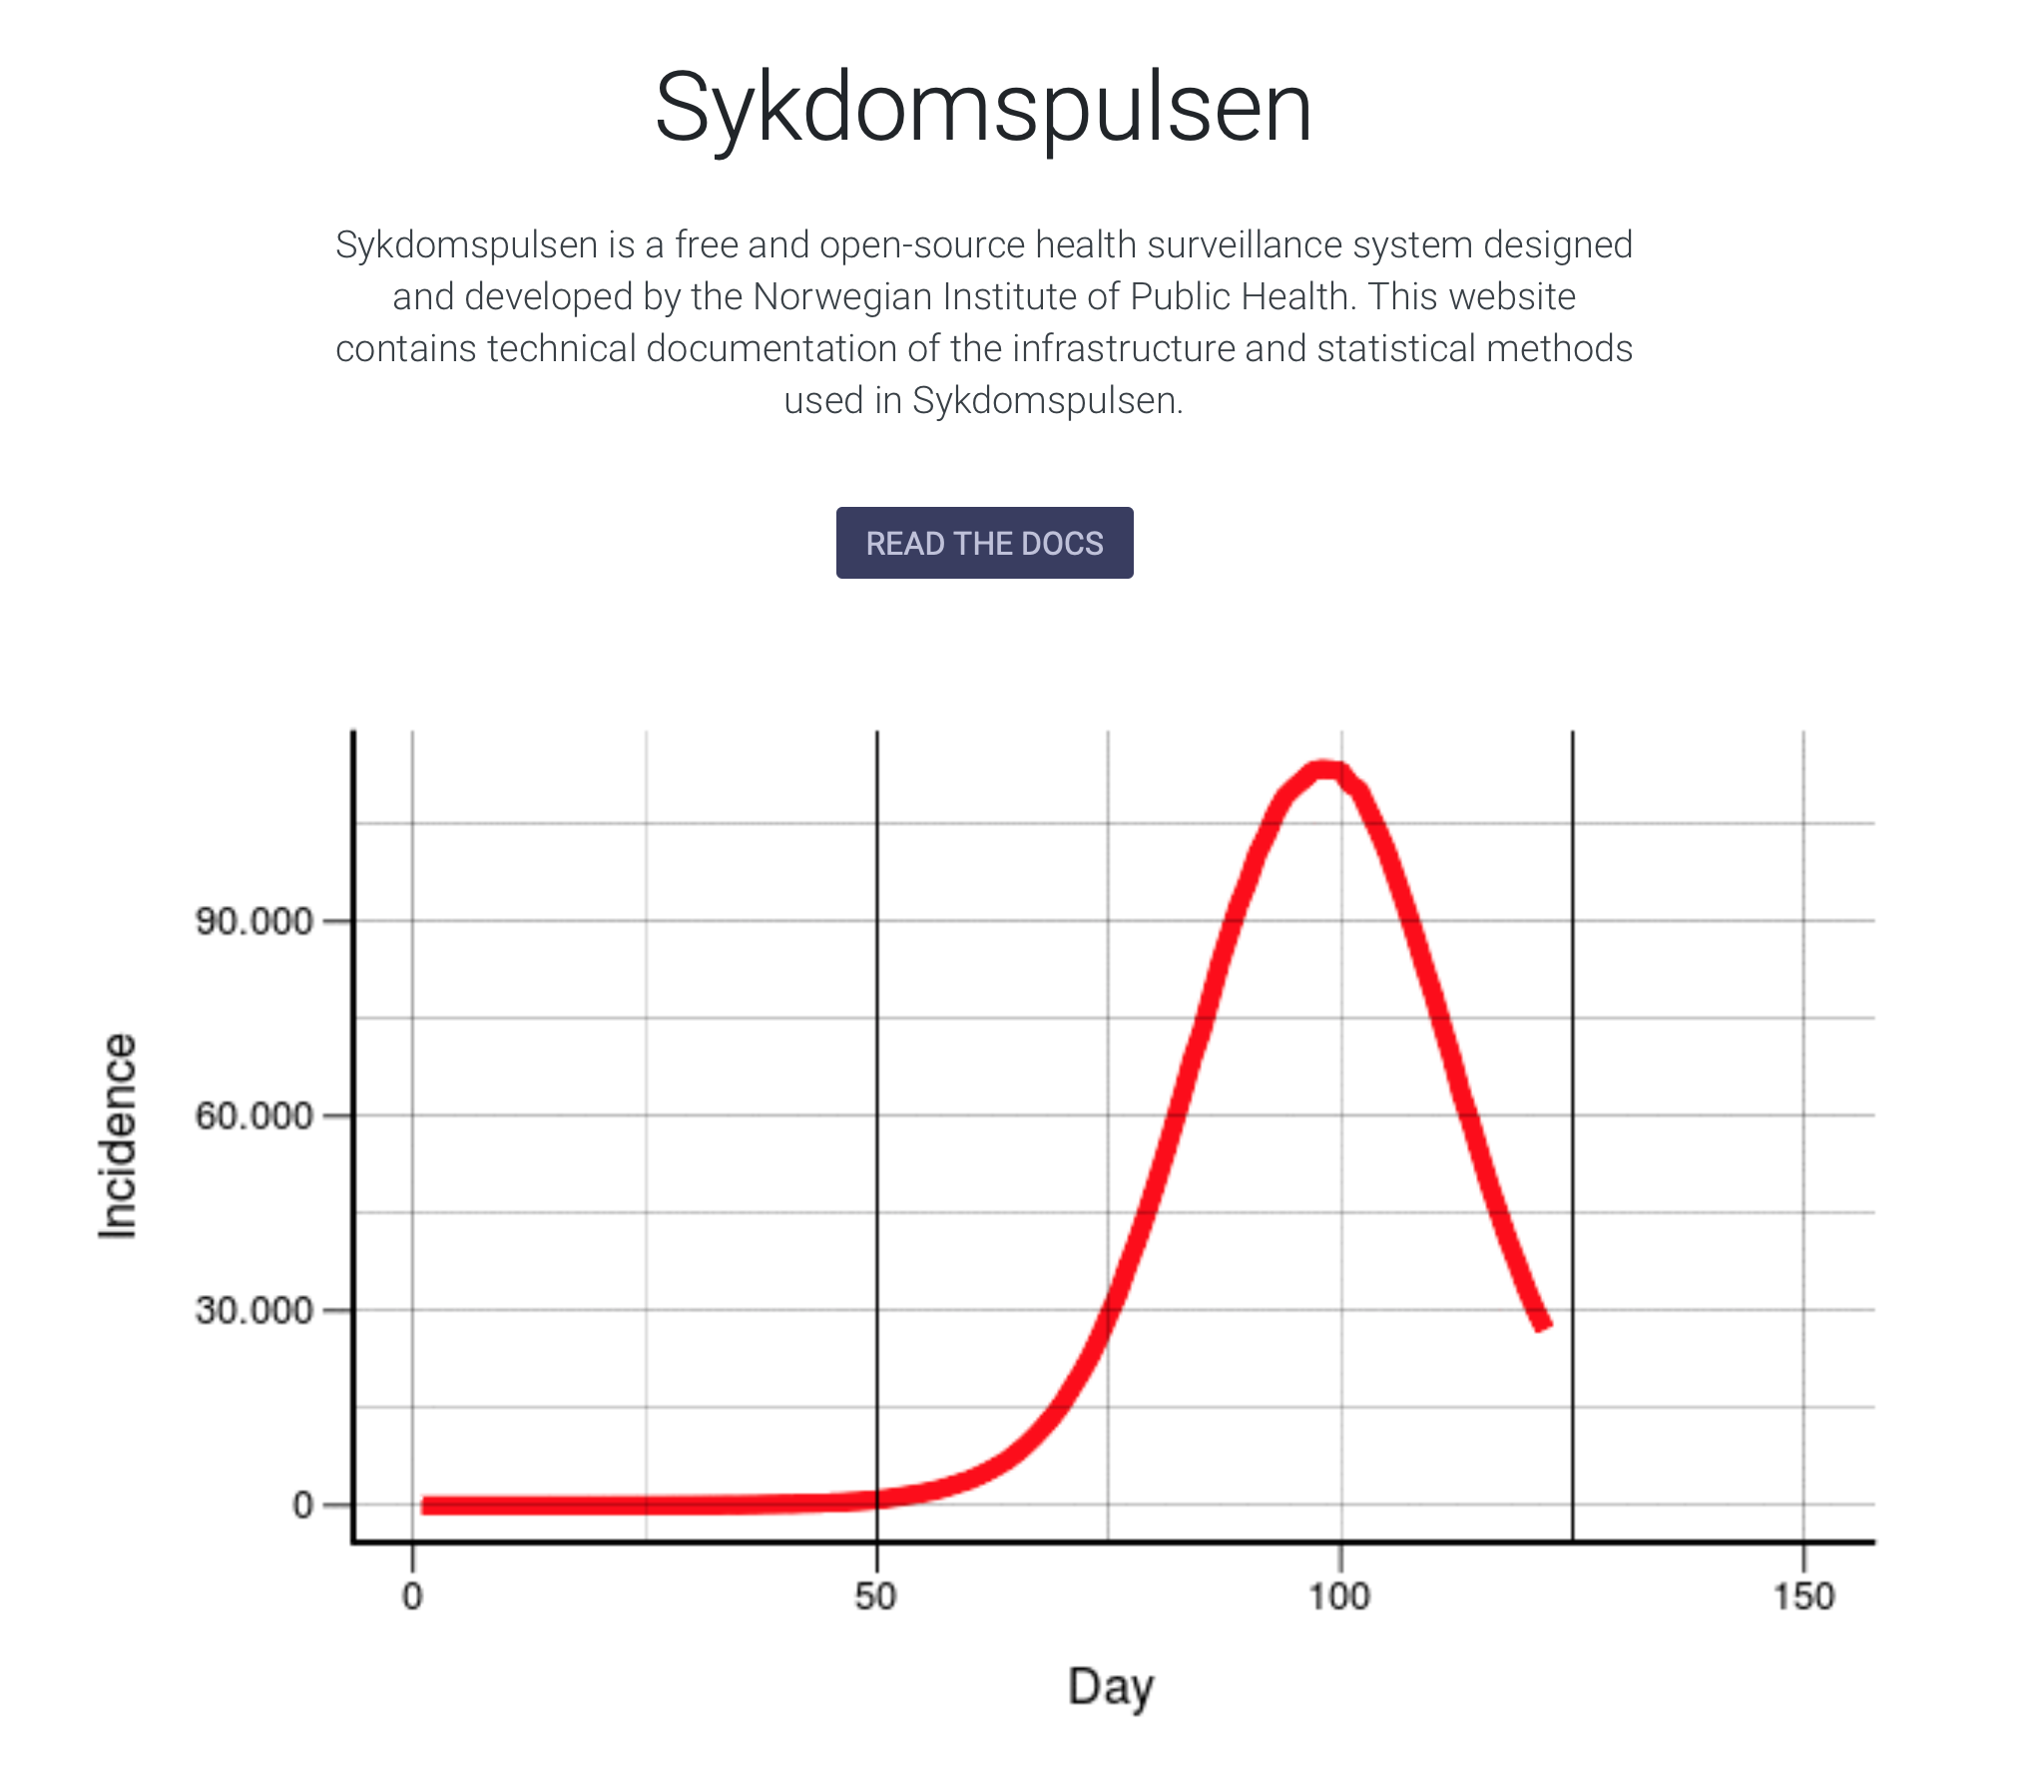 Sykdomspulsen
Sykdomspulsen is a free and open-source health surveillance system designed
and developed by the Norwegian Institute of Public Health. This website
contains technical documentation of the infrastructure and statistical methods
used in Sykdomspulsen.
READ THE DOCS
90.000
60.000
30.000
0
Incidence
0 50 100 150
Day